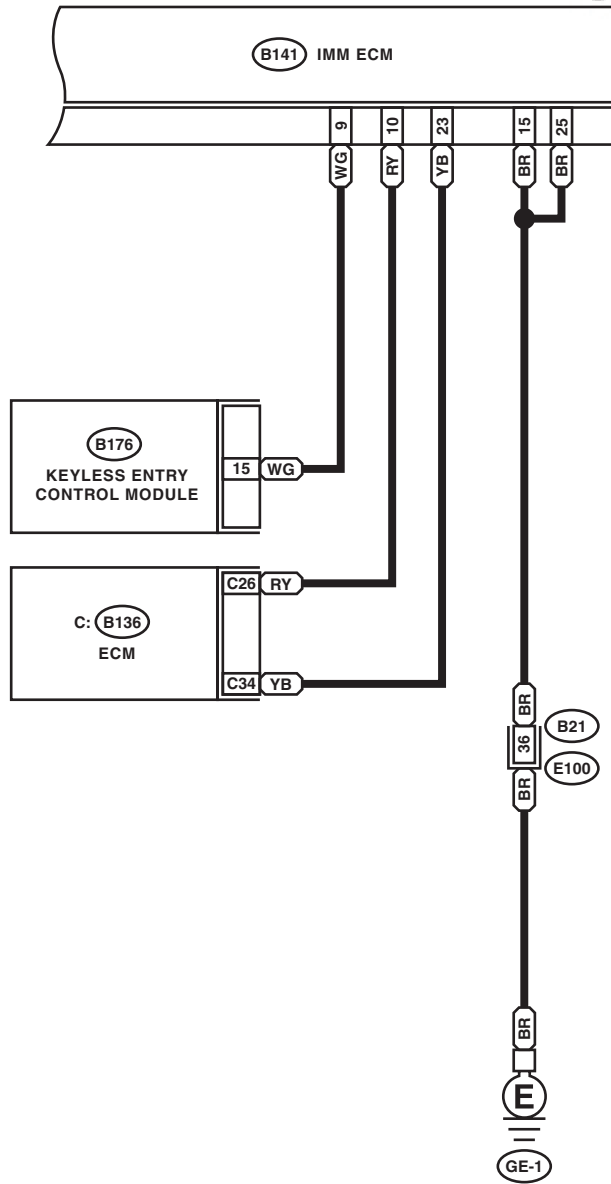 B141 IMM ECM
9 10 23 15 25
WG RY YB BR BR
B176
15 WG
KEYLESS ENTRY
CONTROL MODULE
C26 RY
C: B136
ECM
C34 YB
BR
B21
36
E100
BR
BR
E
GE-1